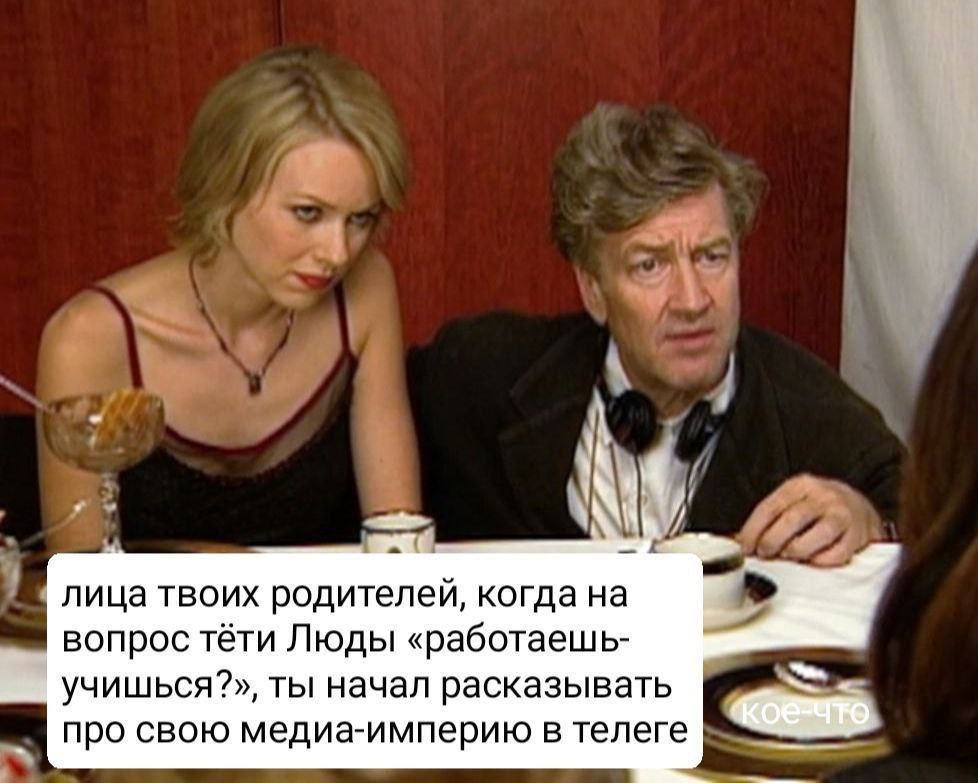 лица твоих родителей, когда на
вопрос тёти Люды «работаешь-
учишься?», ты начал расказывать
про свою медиа-империю в телеге
кое-что